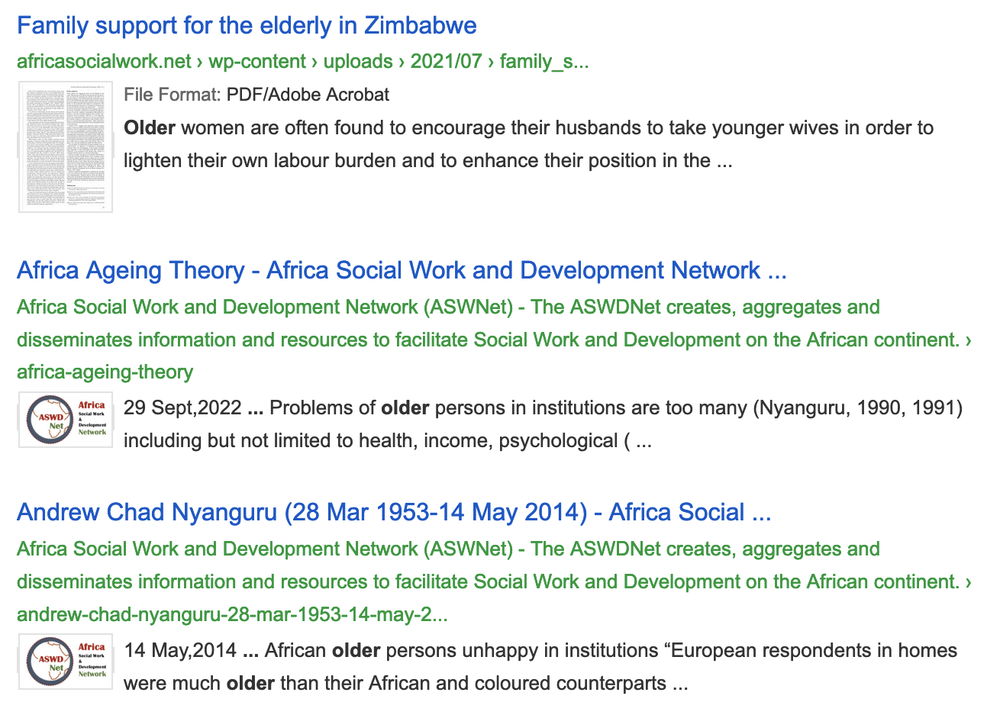 Family support for the elderly in Zimbabwe
africasocialwork.net › wp-content › uploads › 2021/07 › family_s...
File Format: PDF/Adobe Acrobat
Older women are often found to encourage their husbands to take younger wives in order to
lighten their own labour burden and to enhance their position in the ...
Africa Ageing Theory - Africa Social Work and Development Network ...
Africa Social Work and Development Network (ASWNet) - The ASWDNet creates, aggregates and
disseminates information and resources to facilitate Social Work and Development on the African continent. ›
africa-ageing-theory
ASWD
Net
Africa
Social Work
&
Development
Network
29 Sept,2022 ... Problems of older persons in institutions are too many (Nyanguru, 1990, 1991)
including but not limited to health, income, psychological ( ...
Andrew Chad Nyanguru (28 Mar 1953-14 May 2014) - Africa Social ...
Africa Social Work and Development Network (ASWNet) - The ASWDNet creates, aggregates and
disseminates information and resources to facilitate Social Work and Development on the African continent. ›
andrew-chad-nyanguru-28-mar-1953-14-may-2...
ASWD
Net
Africa
Social Work
&
Development
Network
14 May,2014 ... African older persons unhappy in institutions “European respondents in homes
were much older than their African and coloured counterparts ...